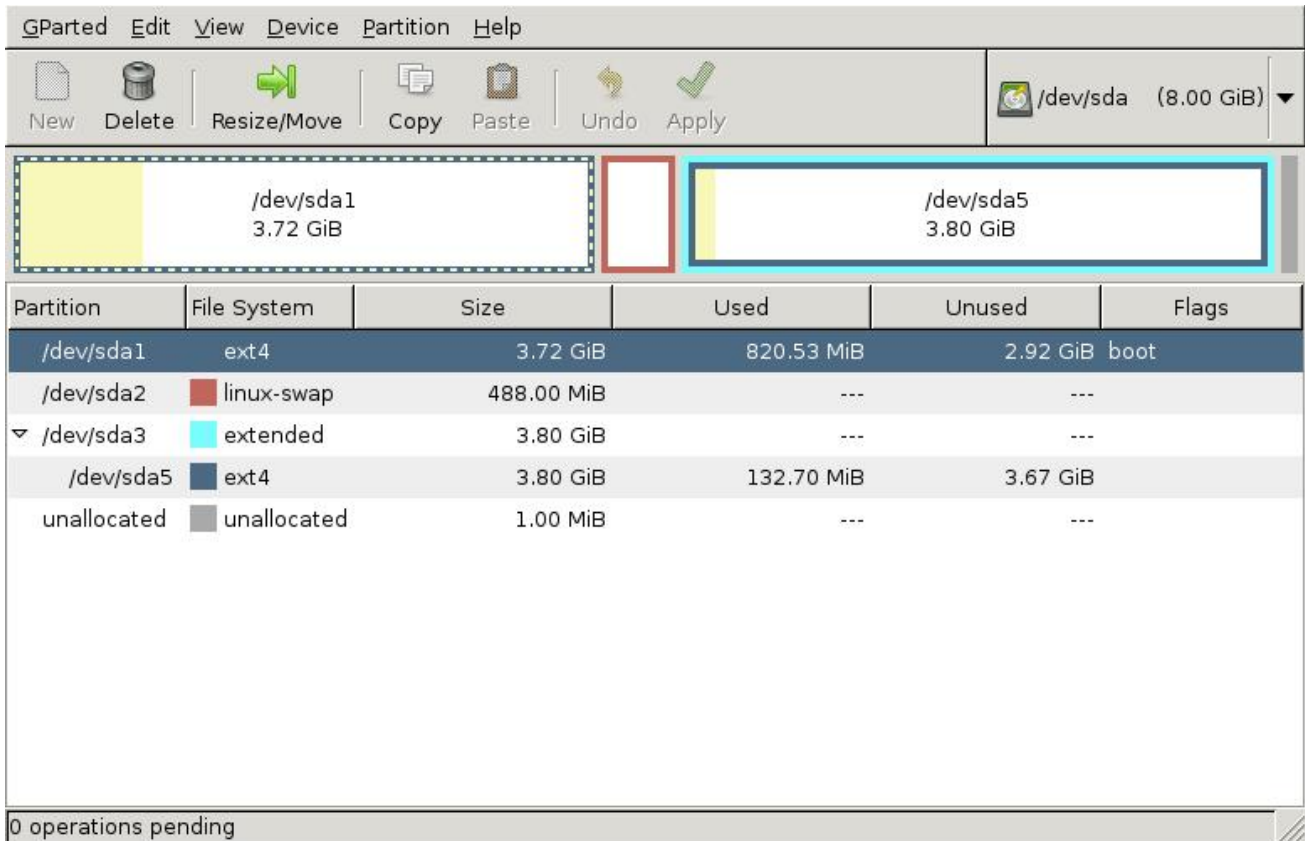 GParted Edit View Device Partition Help
New Delete Resize/Move Copy Paste Undo Apply /dev/sda (8.00 GiB)
/dev/sda1
3.72 GiB
/dev/sda5
3.80 GiB
Partition File System Size Used Unused Flags
/dev/sda1 ext4 3.72 GiB 820.53 MiB 2.92 GiB boot
/dev/sda2 linux-swap 488.00 MiB --- ---
/dev/sda3 extended 3.80 GiB --- ---
/dev/sda5 ext4 3.80 GiB 132.70 MiB 3.67 GiB
unallocated unallocated 1.00 MiB --- ---
0 operations pending